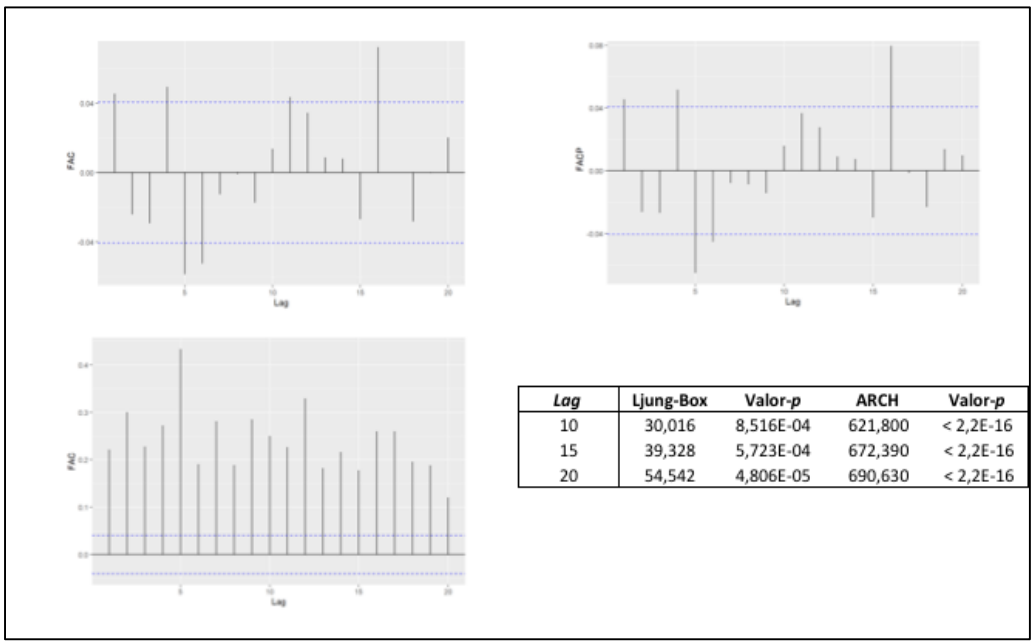 0.04
0.00
-0.04
FAC
5
10
15
20
Lag
0.08
0.04
0.00
-0.04
FACP
5
10
15
20
Lag
0.4
0.3
0.2
0.1
0.0
FAC
5
10
15
20
Lag
Lag Ljung-Box Valor-p ARCH Valor-p
10 30,016 8,516E-04 621,800 < 2,2E-16
15 39,328 5,723E-04 672,390 < 2,2E-16
20 54,542 4,806E-05 690,630 < 2,2E-16